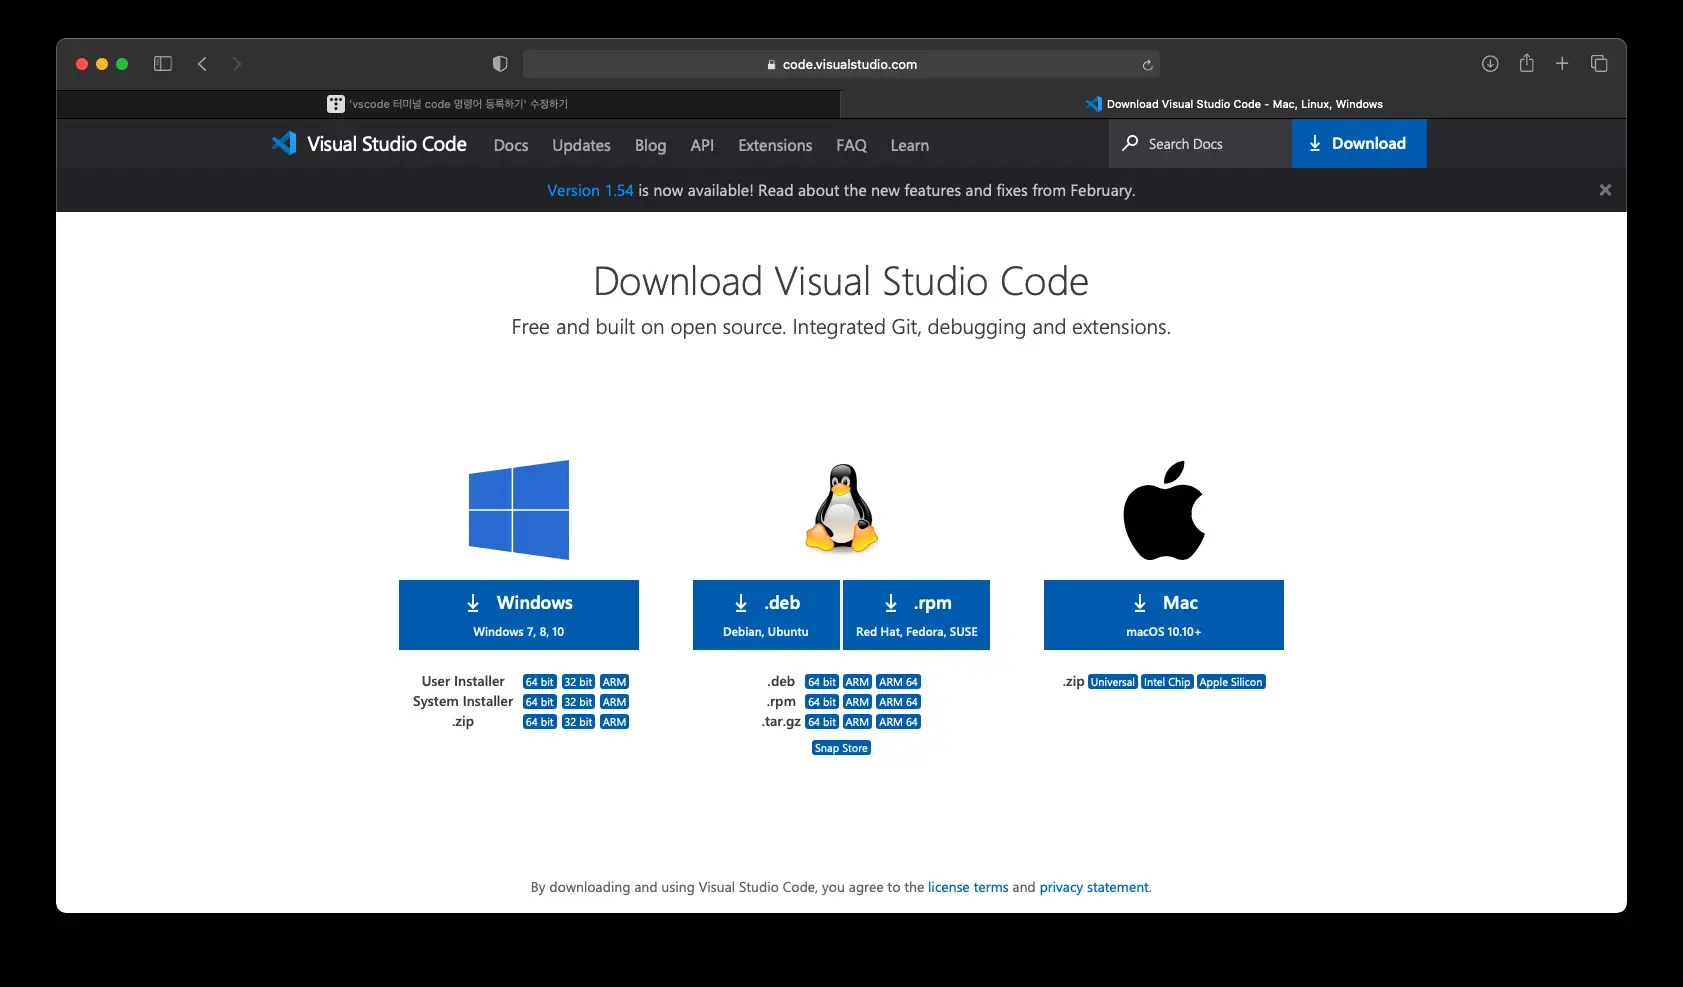 code.visualstudio.com
'vscode 터미널 code 명령어 등록하기' 수정하기
Download Visual Studio Code - Mac, Linux, Windows
Visual Studio Code Docs Updates Blog API Extensions FAQ Learn Search Docs Download
Version 1.54 is now available! Read about the new features and fixes from February.
Download Visual Studio Code
Free and built on open source. Integrated Git, debugging and extensions.
Windows
Windows 7, 8, 10
.deb
Debian, Ubuntu
.rpm
Red Hat, Fedora, SUSE
Mac
macOS 10.10+
User Installer 64 bit 32 bit ARM
System Installer 64 bit 32 bit ARM
.zip 64 bit 32 bit ARM
.deb 64 bit ARM ARM 64
.rpm 64 bit ARM ARM 64
.tar.gz 64 bit ARM ARM 64
Snap Store
.zip Universal Intel Chip Apple Silicon
By downloading and using Visual Studio Code, you agree to the license terms and privacy statement.